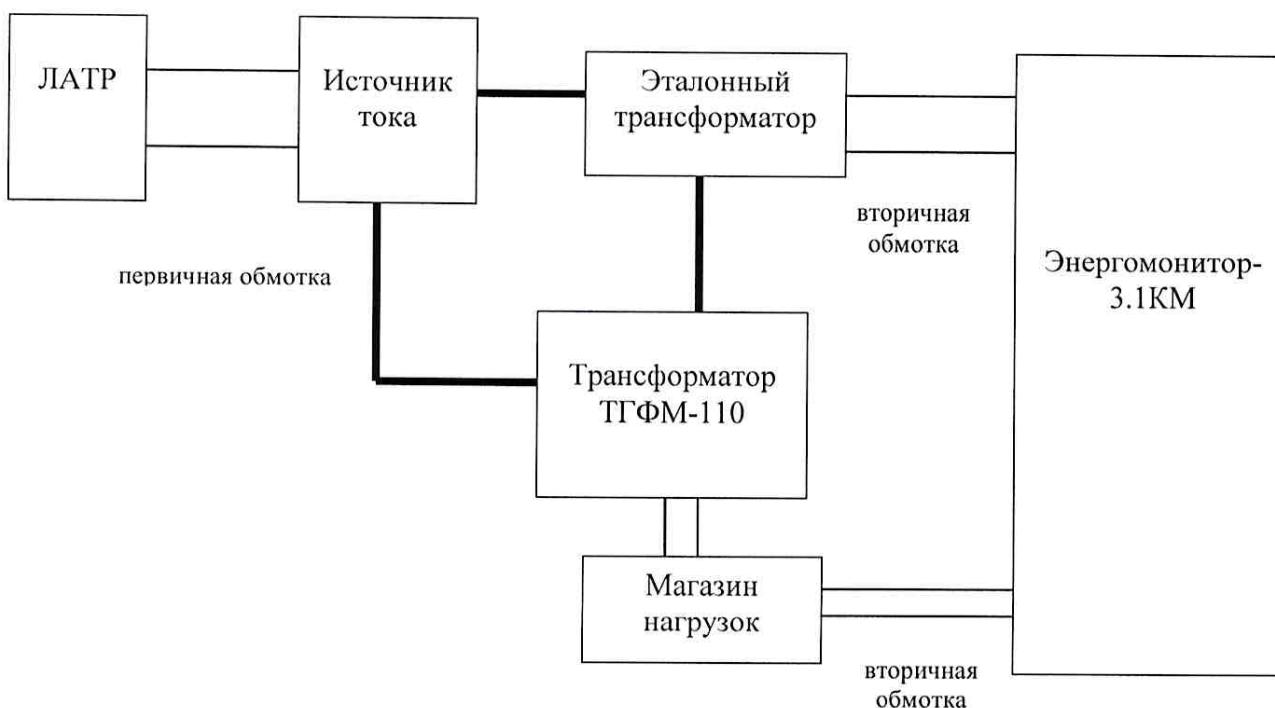 ЛАТР
Источник
тока
Эталонный
трансформатор
вторичная
обмотка
Энергомонитор-
3.1КМ
первичная обмотка
Трансформатор
ТГФМ-110
Магазин
нагрузок
вторичная
обмотка